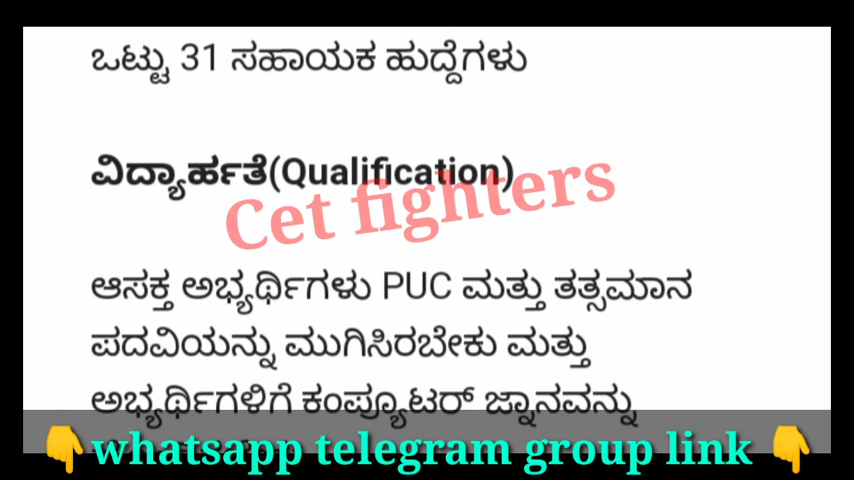 ಒಟ್ಟು 31 ಸಹಾಯಕ ಹುದ್ದೆಗಳು
ವಿದ್ಯಾರ್ಹತೆ(Qualification)
Cet fighters
ಆಸಕ್ತ ಅಭ್ಯರ್ಥಿಗಳು PUC ಮತ್ತು ತತ್ಸಮಾನ
ಪದವಿಯನ್ನು ಮುಗಿಸಿರಬೇಕು ಮತ್ತು
ಅಭ್ಯರ್ಥಿಗಳಿಗೆ ಕಂಪ್ಯೂಟರ್ ಜ್ನಾನವನ್ನು
👇whatsapp telegram group link 👇